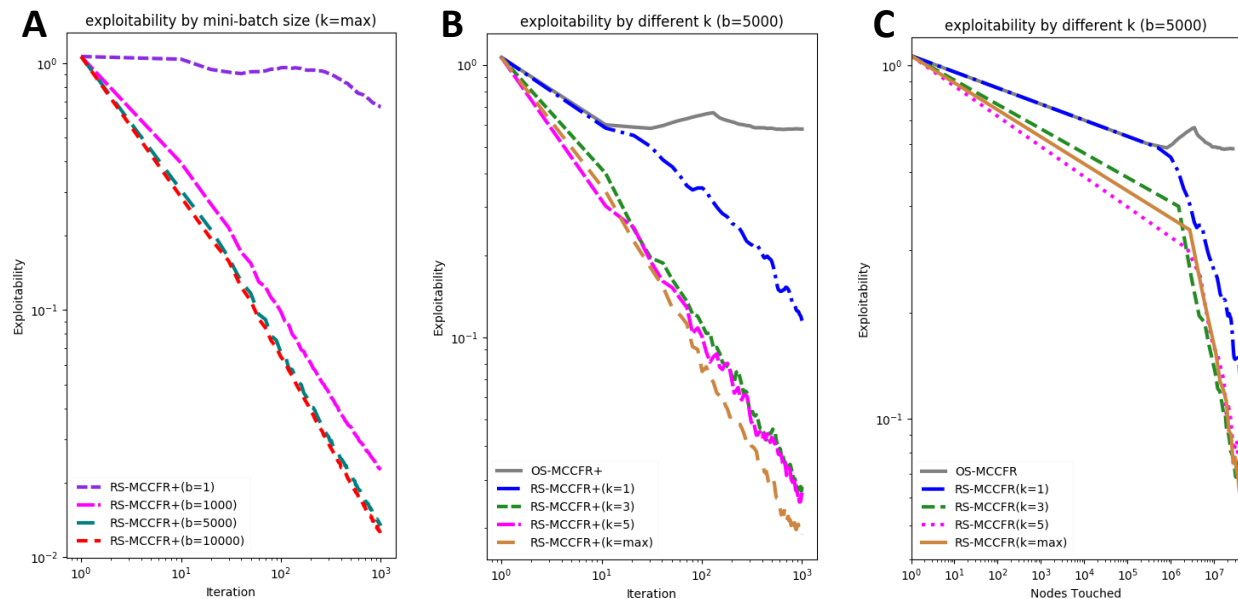 A
exploitability by mini-batch size (k=max)
10⁰
10⁻¹
10⁻²
Exploitability
RS-MCCFR+(b=1)
RS-MCCFR+(b=1000)
RS-MCCFR+(b=5000)
RS-MCCFR+(b=10000)
10⁰ 10¹ 10² 10³
Iteration
B
exploitability by different k (b=5000)
10⁰
10⁻¹
Exploitability
OS-MCCFR+
RS-MCCFR+(k=1)
RS-MCCFR+(k=3)
RS-MCCFR+(k=5)
RS-MCCFR+(k=max)
10⁰ 10¹ 10² 10³
Iteration
C
exploitability by different k (b=5000)
10⁰
10⁻¹
Exploitability
OS-MCCFR
RS-MCCFR(k=1)
RS-MCCFR(k=3)
RS-MCCFR(k=5)
RS-MCCFR(k=max)
10⁰ 10¹ 10² 10³ 10⁴ 10⁵ 10⁶ 10⁷
Nodes Touched